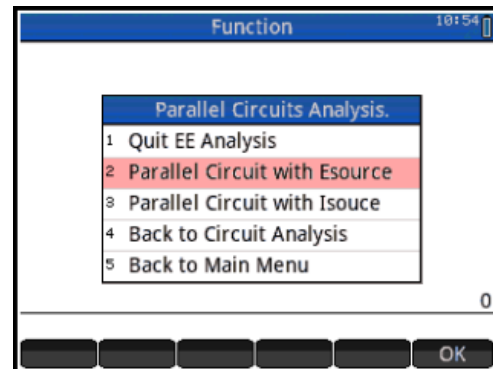 Function 10:54
Parallel Circuits Analysis.
1 Quit EE Analysis
2 Parallel Circuit with Esource
3 Parallel Circuit with Isouce
4 Back to Circuit Analysis
5 Back to Main Menu
0
OK